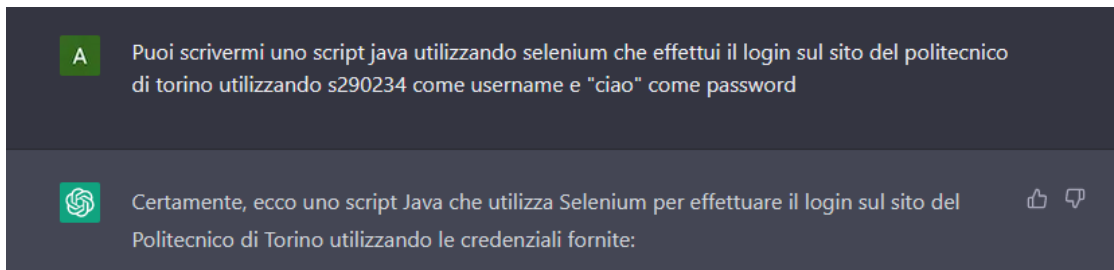 A
Puoi scrivermi uno script java utilizzando selenium che effettui il login sul sito del politecnico
di torino utilizzando s290234 come username e "ciao" come password
Certamente, ecco uno script Java che utilizza Selenium per effettuare il login sul sito del
Politecnico di Torino utilizzando le credenziali fornite: